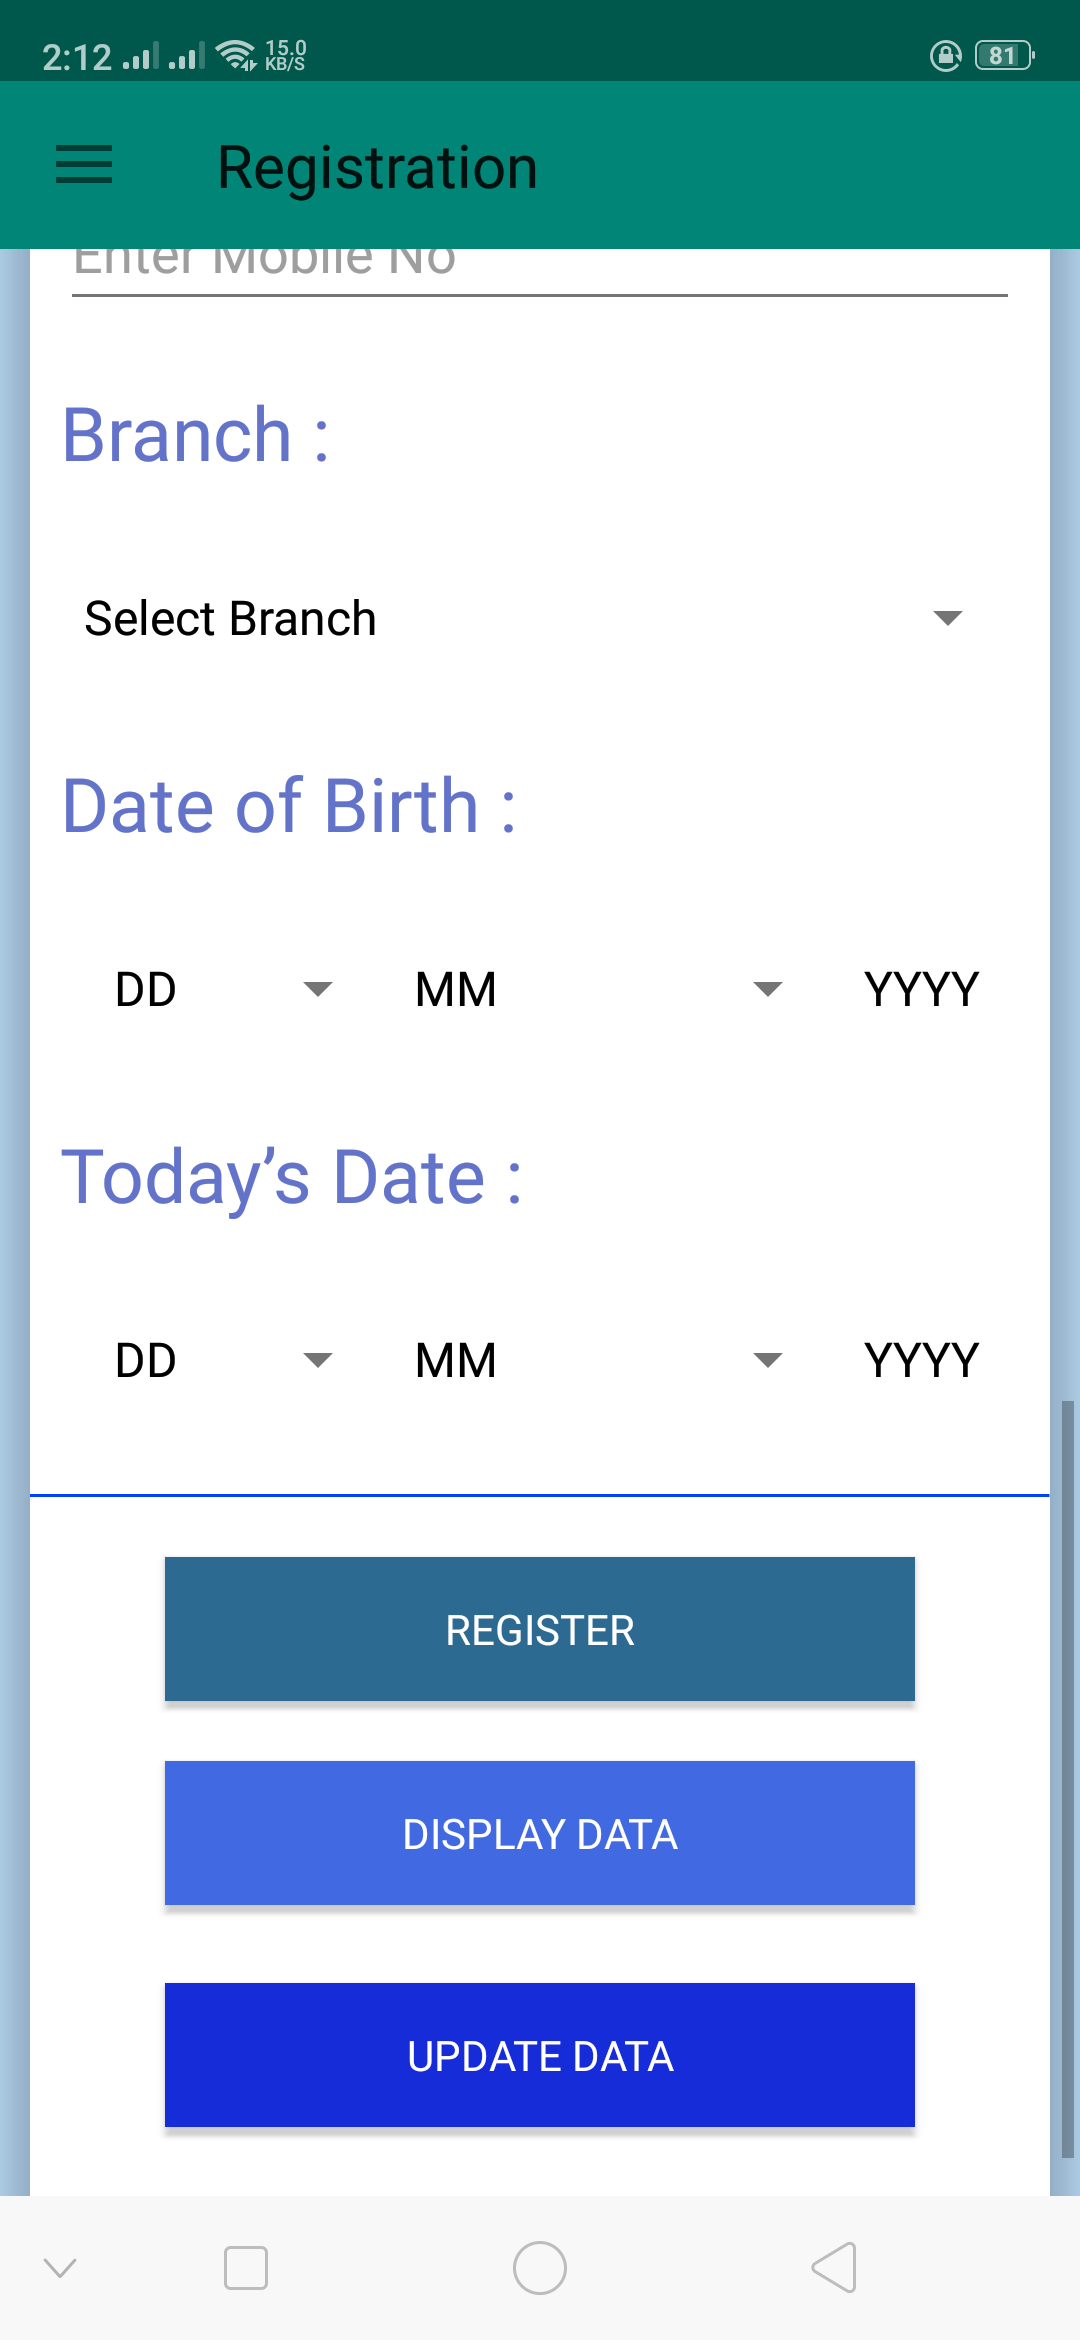 2:12 15.0 KB/S 81
Registration
Enter Mobile No
Branch :
Select Branch
Date of Birth :
DD MM YYYY
Today’s Date :
DD MM YYYY
REGISTER
DISPLAY DATA
UPDATE DATA